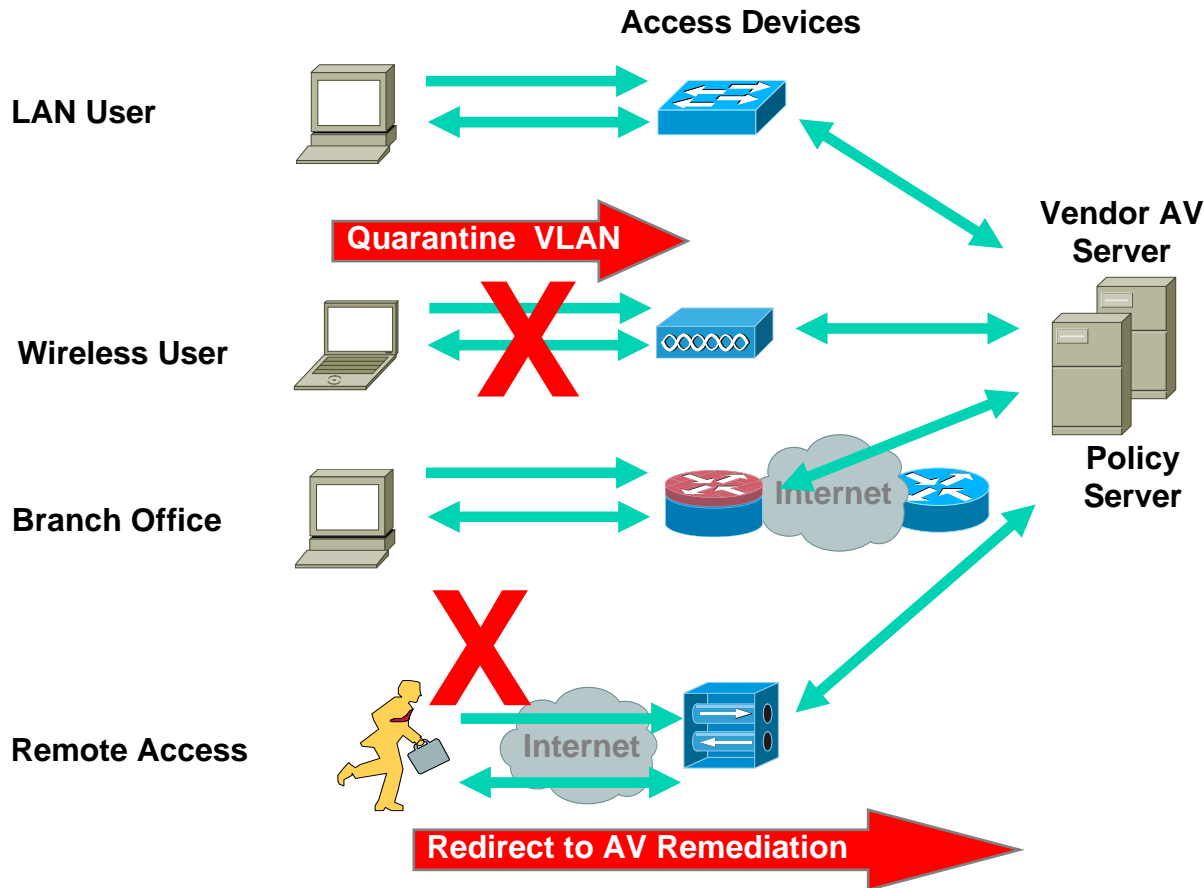 Access Devices
LAN User
Quarantine VLAN
Vendor AV
Server
Wireless User
Policy
Server
Branch Office
Internet
Remote Access
Internet
Redirect to AV Remediation